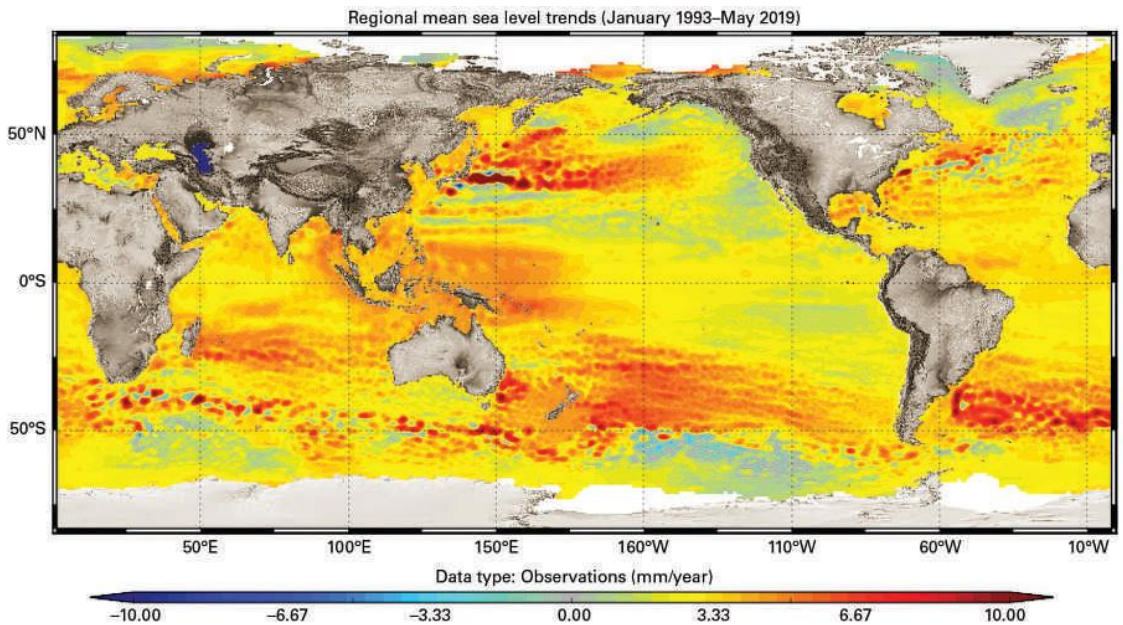 Regional mean sea level trends (January 1993–May 2019)
50°N
0°S
50°S
50°E 100°E 150°E 160°W 110°W 60°W 10°W
Data type: Observations (mm/year)
−10.00 −6.67 −3.33 0.00 3.33 6.67 10.00